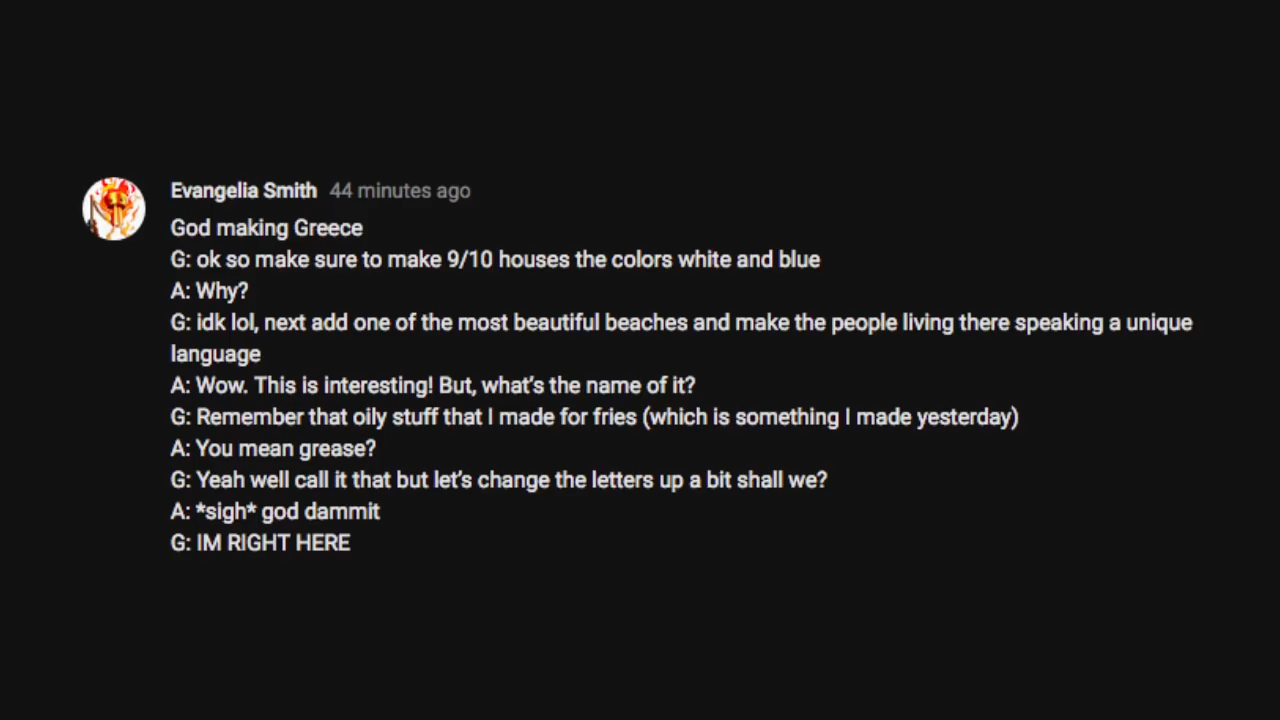 Evangelia Smith 44 minutes ago
God making Greece
G: ok so make sure to make 9/10 houses the colors white and blue
A: Why?
G: idk lol, next add one of the most beautiful beaches and make the people living there speaking a unique
language
A: Wow. This is interesting! But, what's the name of it?
G: Remember that oily stuff that I made for fries (which is something I made yesterday)
A: You mean grease?
G: Yeah well call it that but let's change the letters up a bit shall we?
A: *sigh* god dammit
G: IM RIGHT HERE